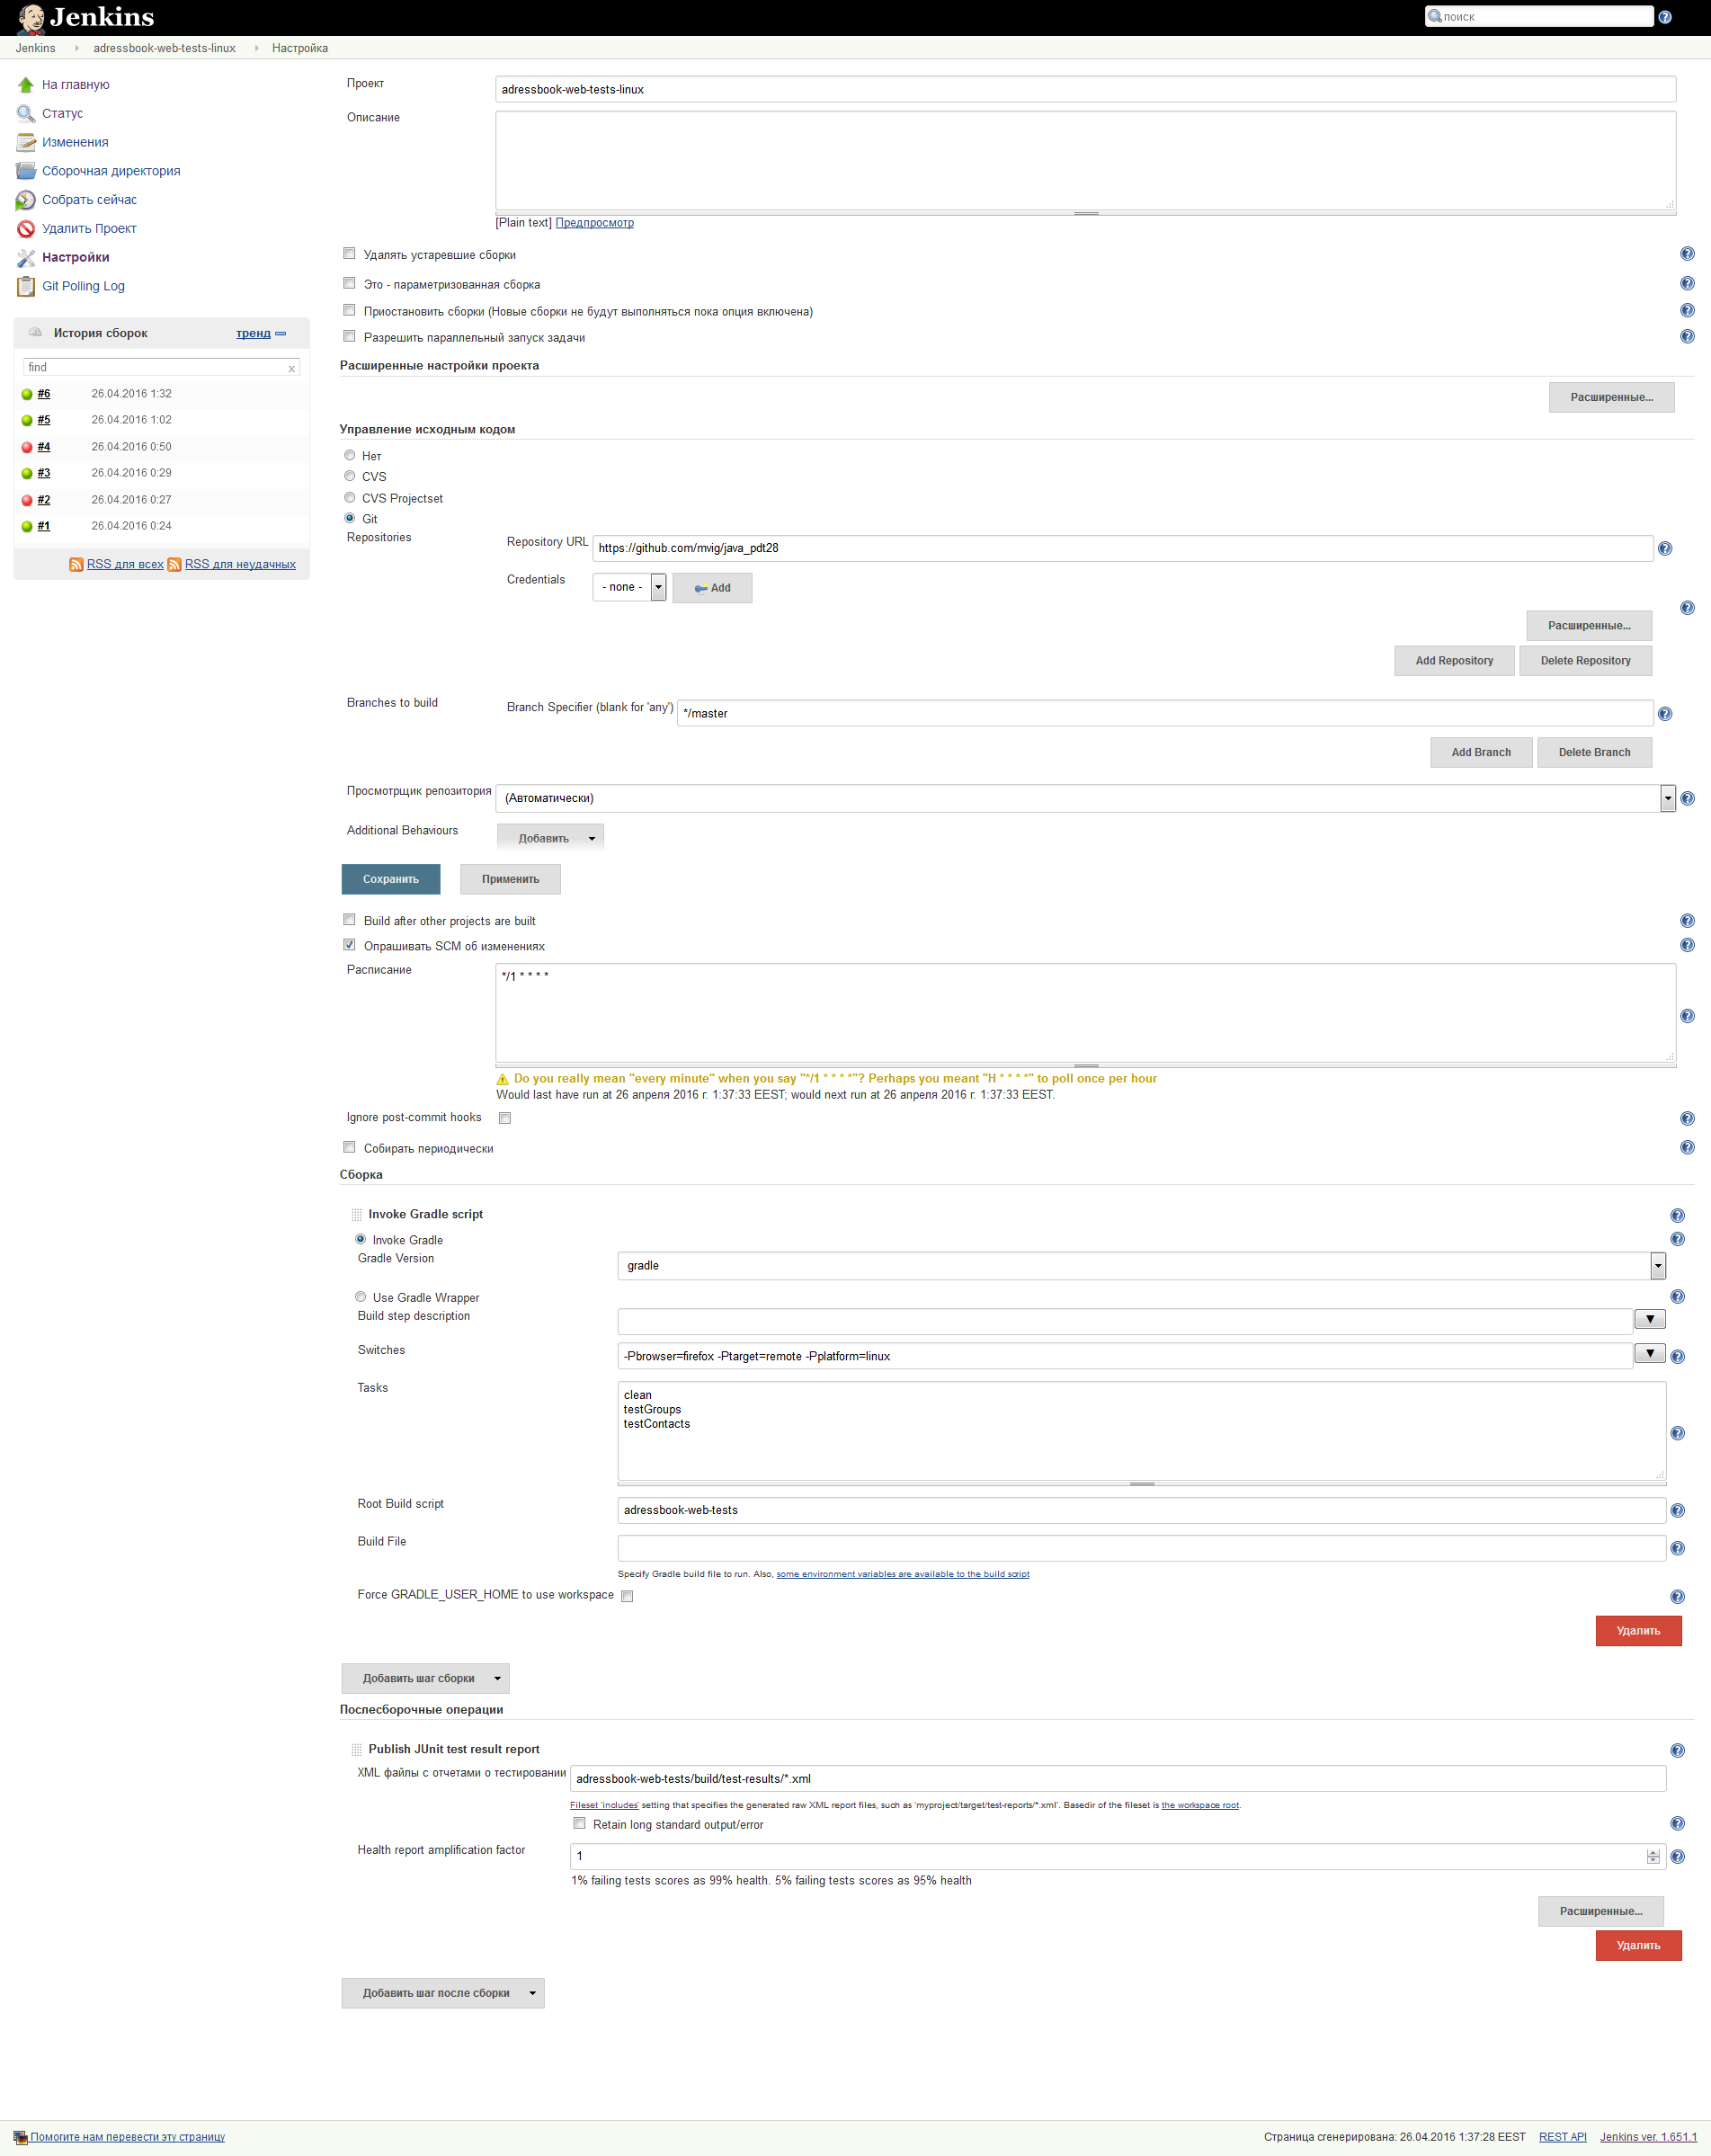 Jenkins
поиск
Jenkins
adressbook-web-tests-linux
Настройка
На главную
Статус
Изменения
Сборочная директория
Собрать сейчас
Удалить Проект
Настройки
Git Polling Log
История сборок тренд
find x
#6 26.04.2016 1:32
#5 26.04.2016 1:02
#4 26.04.2016 0:50
#3 26.04.2016 0:29
#2 26.04.2016 0:27
#1 26.04.2016 0:24
RSS для всех RSS для неудачных
Проект adressbook-web-tests-linux
Описание
[Plain text] Предпросмотр
Удалять устаревшие сборки
Это - параметризованная сборка
Приостановить сборки (Новые сборки не будут выполняться пока опция включена)
Разрешить параллельный запуск задачи
Расширенные настройки проекта
Расширенные...
Управление исходным кодом
Нет
CVS
CVS Projectset
Git
Repositories
Repository URL https://github.com/mvig/java_pdt28
Credentials - none - Add
Расширенные...
Add Repository Delete Repository
Branches to build Branch Specifier (blank for 'any') */master
Add Branch Delete Branch
Просмотрщик репозитория (Автоматически)
Additional Behaviours Добавить
Сохранить Применить
Build after other projects are built
Опрашивать SCM об изменениях
Расписание */1 * * * *
Do you really mean "every minute" when you say "*/1 * * * *"? Perhaps you meant "H * * * *" to poll once per hour
Would last have run at 26 апреля 2016 г. 1:37:33 EEST; would next run at 26 апреля 2016 г. 1:37:33 EEST.
Ignore post-commit hooks
Собирать периодически
Сборка
Invoke Gradle script
Invoke Gradle
Gradle Version gradle
Use Gradle Wrapper
Build step description
Switches -Pbrowser=firefox -Ptarget=remote -Pplatform=linux
Tasks clean
testGroups
testContacts
Root Build script adressbook-web-tests
Build File
Specify Gradle build file to run. Also, some environment variables are available to the build script
Force GRADLE_USER_HOME to use workspace
Удалить
Добавить шаг сборки
Послесборочные операции
Publish JUnit test result report
XML файлы с отчетами о тестировании adressbook-web-tests/build/test-results/*.xml
Fileset 'includes' setting that specifies the generated raw XML report files, such as 'myproject/target/test-reports/*.xml'. Basedir of the fileset is the workspace root.
Retain long standard output/error
Health report amplification factor 1
1% failing tests scores as 99% health. 5% failing tests scores as 95% health
Расширенные...
Удалить
Добавить шаг после сборки
Помогите нам перевести эту страницу
Страница сгенерирована: 26.04.2016 1:37:28 EEST REST API Jenkins ver. 1.651.1